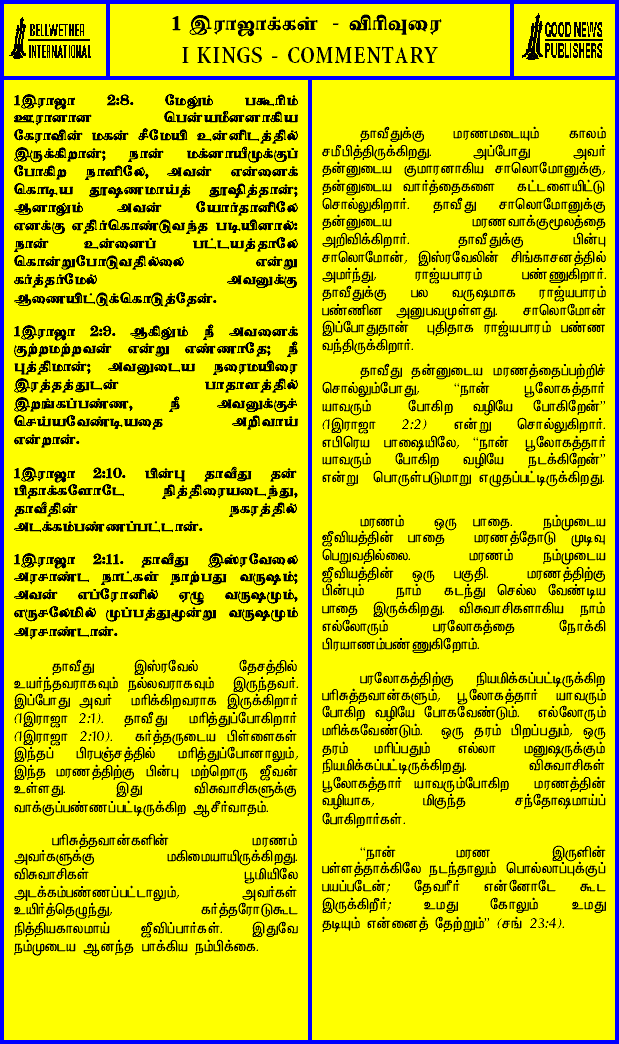 BELLWETHER
INTERNATIONAL
1 இராஜாக்கள் - விரிவுரை
I KINGS - COMMENTARY
GOOD NEWS
PUBLISHERS
1இராஜா 2:8. மேலும் பகூரிம்
ஊரானான பென்யமீனனாகிய
கேராவின் மகன் சீமேயி உன்னிடத்தில்
இருக்கிறான்; நான் மக்னாயீமுக்குப்
போகிற நாளிலே, அவன் என்னைக்
கொடிய தூஷணமாய்த் தூஷித்தான்;
ஆனாலும் அவன் யோர்தானிலே
எனக்கு எதிர்கொண்டுவந்த படியினால்:
நான் உன்னைப் பட்டயத்தாலே
கொன்றுபோடுவதில்லை என்று
கர்த்தர்மேல் அவனுக்கு
ஆணையிட்டுக்கொடுத்தேன்.
1இராஜா 2:9. ஆகிலும் நீ அவனைக்
குற்றமற்றவன் என்று எண்ணாதே; நீ
புத்திமான்; அவனுடைய நரைமயிரை
இரத்தத்துடன் பாதாளத்தில்
இறங்கப்பண்ண, நீ அவனுக்குச்
செய்யவேண்டியதை அறிவாய்
என்றான்.
1இராஜா 2:10. பின்பு தாவீது தன்
பிதாக்களோடே நித்திரையடைந்து,
தாவீதின் நகரத்தில்
அடக்கம்பண்ணப்பட்டான்.
1இராஜா 2:11. தாவீது இஸ்ரவேலை
அரசாண்ட நாட்கள் நாற்பது வருஷம்;
அவன் எப்ரோனில் ஏழு வருஷமும்,
எருசலேமில் முப்பத்துமூன்று வருஷமும்
அரசாண்டான்.
தாவீது இஸ்ரவேல் தேசத்தில்
உயர்ந்தவராகவும் நல்லவராகவும் இருந்தவர்.
இப்போது அவர் மரிக்கிறவராக இருக்கிறார்
(1இராஜா 2:1). தாவீது மரித்துப்போகிறார்
(1இராஜா 2:10). கர்த்தருடைய பிள்ளைகள்
இந்தப் பிரபஞ்சத்தில் மரித்துப்போனாலும்,
இந்த மரணத்திற்கு பின்பு மற்றொரு ஜீவன்
உள்ளது. இது விசுவாசிகளுக்கு
வாக்குப்பண்ணப்பட்டிருக்கிற ஆசீர்வாதம்.
பரிசுத்தவான்களின் மரணம்
அவர்களுக்கு மகிமையாயிருக்கிறது.
விசுவாசிகள் பூமியிலே
அடக்கம்பண்ணப்பட்டாலும், அவர்கள்
உயிர்த்தெழுந்து, கர்த்தரோடுகூட
நித்தியகாலமாய் ஜீவிப்பார்கள். இதுவே
நம்முடைய ஆனந்த பாக்கிய நம்பிக்கை.
தாவீதுக்கு மரணமடையும் காலம்
சமீபித்திருக்கிறது. அப்போது அவர்
தன்னுடைய குமாரனாகிய சாலொமோனுக்கு,
தன்னுடைய வார்த்தைகளை கட்டளையிட்டு
சொல்லுகிறார். தாவீது சாலொமோனுக்கு
தன்னுடைய மரணவாக்குமூலத்தை
அறிவிக்கிறார். தாவீதுக்கு பின்பு
சாலொமோன், இஸ்ரவேலின் சிங்காசனத்தில்
அமர்ந்து, ராஜ்யபாரம் பண்ணுகிறார்.
தாவீதுக்கு பல வருஷமாக ராஜ்யபாரம்
பண்ணின அனுபவமுள்ளது. சாலொமோன்
இப்போதுதான் புதிதாக ராஜ்யபாரம் பண்ண
வந்திருக்கிறார்.
தாவீது தன்னுடைய மரணத்தைப்பற்றிச்
சொல்லும்போது, “நான் பூலோகத்தார்
யாவரும் போகிற வழியே போகிறேன்”
(1இராஜா 2:2) என்று சொல்லுகிறார்.
எபிரெய பாஷையிலே, “நான் பூலோகத்தார்
யாவரும் போகிற வழியே நடக்கிறேன்”
என்று பொருள்படுமாறு எழுதப்பட்டிருக்கிறது.
மரணம் ஒரு பாதை. நம்முடைய
ஜீவியத்தின் பாதை மரணத்தோடு முடிவு
பெறுவதில்லை. மரணம் நம்முடைய
ஜீவியத்தின் ஒரு பகுதி. மரணத்திற்கு
பின்பும் நாம் கடந்து செல்ல வேண்டிய
பாதை இருக்கிறது. விசுவாசிகளாகிய நாம்
எல்லோரும் பரலோகத்தை நோக்கி
பிரயாணம்பண்ணுகிறோம்.
பரலோகத்திற்கு நியமிக்கப்பட்டிருக்கிற
பரிசுத்தவான்களும், பூலோகத்தார் யாவரும்
போகிற வழியே போகவேண்டும். எல்லோரும்
மரிக்கவேண்டும். ஒரு தரம் பிறப்பதும், ஒரு
தரம் மரிப்பதும் எல்லா மனுஷருக்கும்
நியமிக்கப்பட்டிருக்கிறது. விசுவாசிகள்
பூலோகத்தார் யாவரும்போகிற மரணத்தின்
வழியாக, மிகுந்த சந்தோஷமாய்ப்
போகிறார்கள்.
“நான் மரண இருளின்
பள்ளத்தாக்கிலே நடந்தாலும் பொல்லாப்புக்குப்
பயப்படேன்; தேவரீர் என்னோடே கூட
இருக்கிறீர்; உமது கோலும் உமது
தடியும் என்னைத் தேற்றும்” (சங் 23:4).